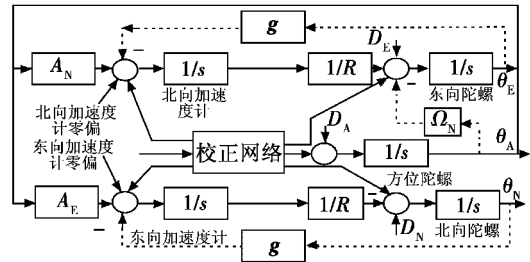 g
D_E
A_N
1/s
1/R
1/s
θ_E
北向加速度
计零偏
北向加速
度计
东向陀螺
Ω_N
东向加速度
计零偏
D_A
校正网络
1/s
θ_A
方位陀螺
θ_N
A_E
1/s
1/R
1/s
东向加速度计
D_N
北向陀螺
g